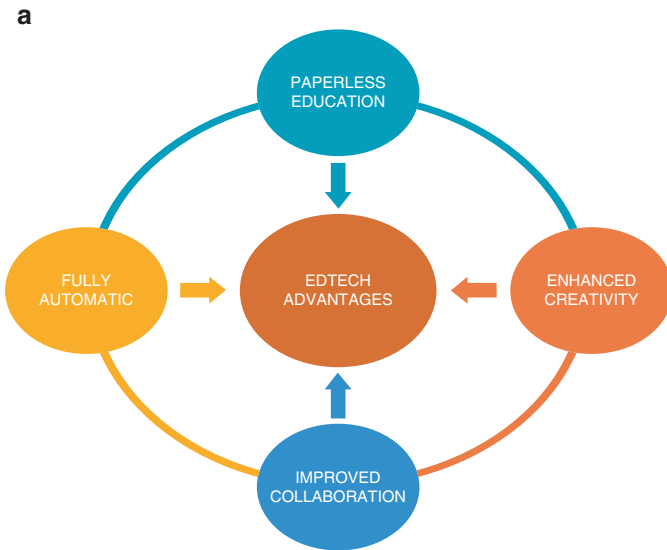 a
PAPERLESS
EDUCATION
FULLY
AUTOMATIC
EDTECH
ADVANTAGES
ENHANCED
CREATIVITY
IMPROVED
COLLABORATION